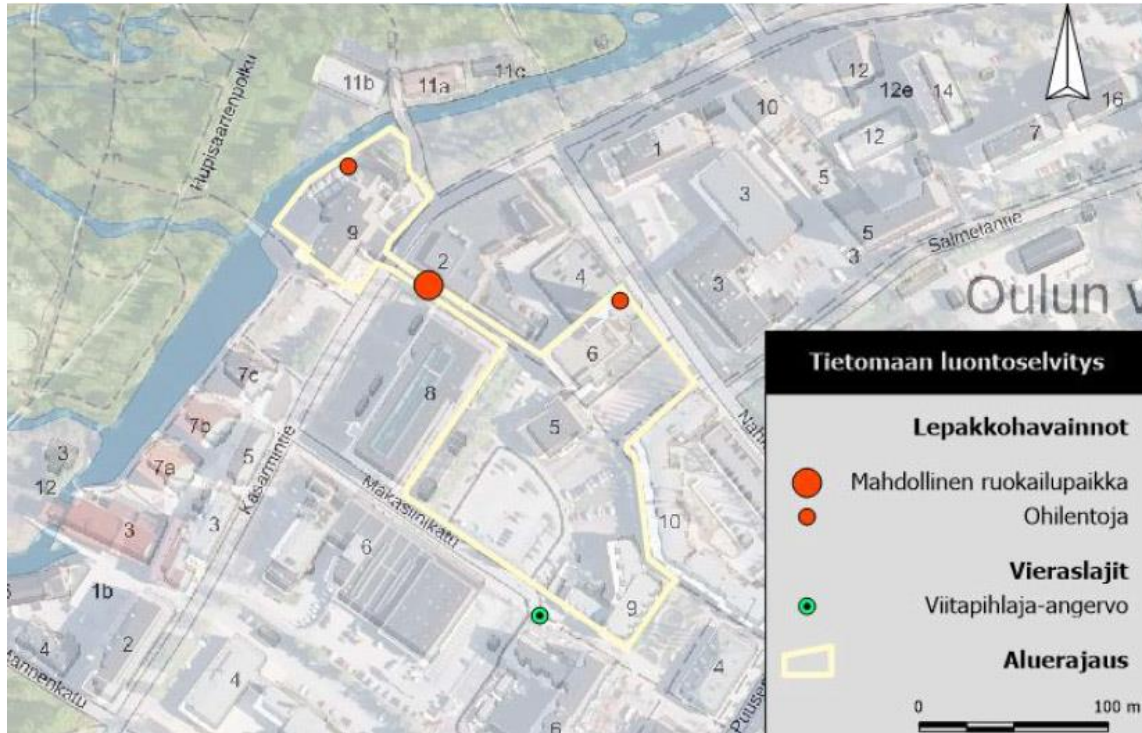 Hupisaartenpolku
11b
11a
11c
9
2
4
6
5
8
1
3
3
10
12
12
12e
14
7
16
5
5
3
Salmelantie
Oulun v
7c
7b
7a
5
3
3
3
12
Kasarmintie
Makasiinikatu
6
10
9
1b
2
4
4
4
6
Tietomaan luontoselvitys
Lepakkohavainnot
Mahdollinen ruokailupaikka
Ohilentoja
Vieraslajit
Viitapihlaja-angervo
Aluerajaus
0
100 m